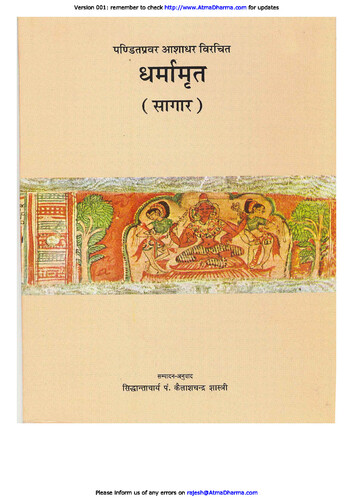 Version 001: remember to check http://www.AtmaDharma.com for updates
पण्डितप्रवर आशाधर विरचित
धर्मामृत
( सागार )
सम्पादन-अनुवाद
सिद्धान्ताचार्य पं. कैलाशचन्द्र शास्त्री
Please inform us of any errors on rajesh@AtmaDharma.com